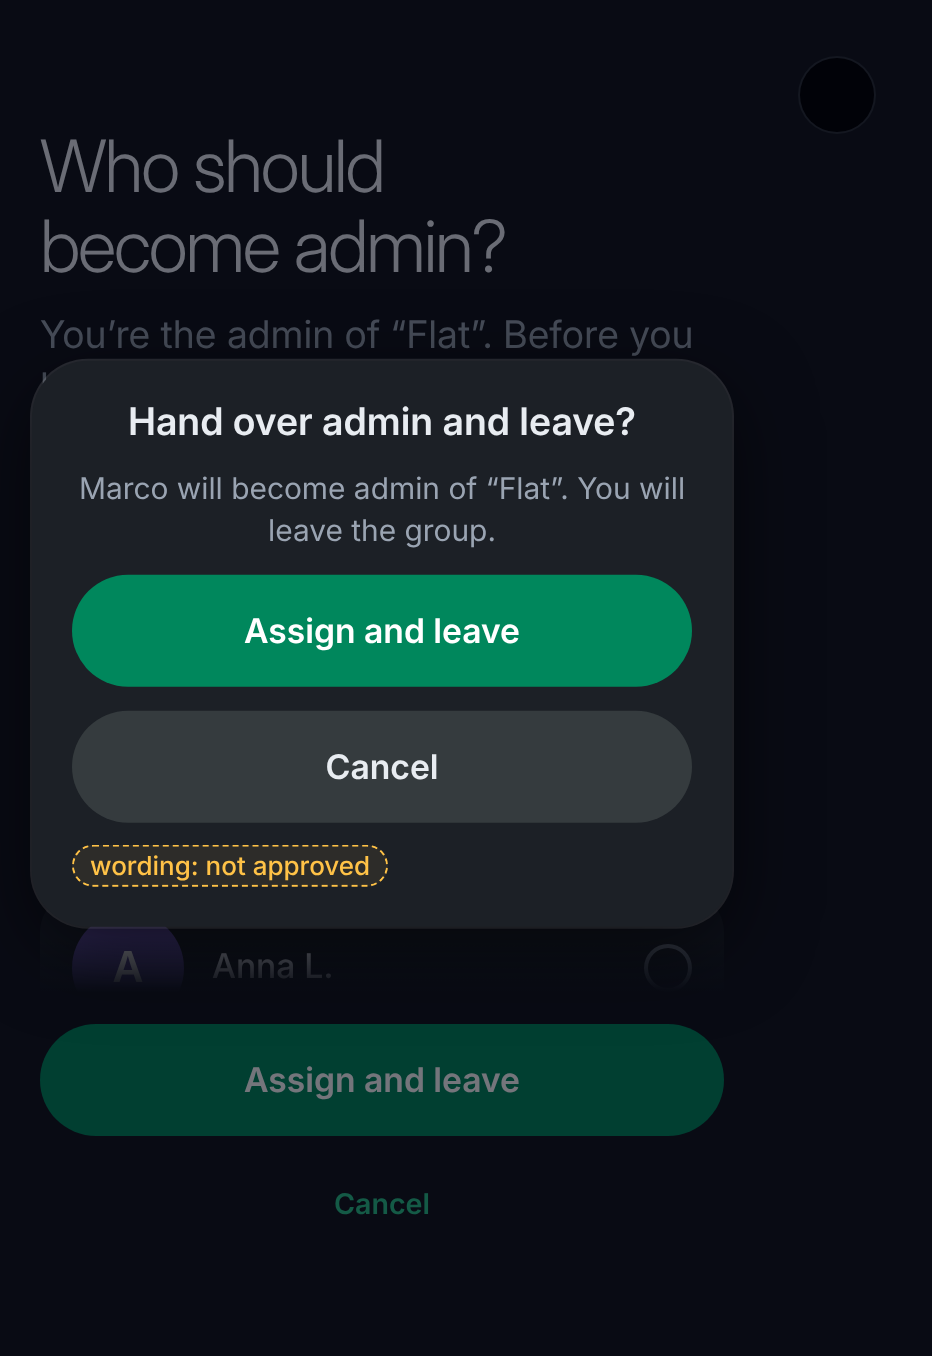 Who should
become admin?
You’re the admin of “Flat”. Before you
Hand over admin and leave?
Marco will become admin of “Flat”. You will
leave the group.
Assign and leave
Cancel
wording: not approved
A
Anna L.
Assign and leave
Cancel